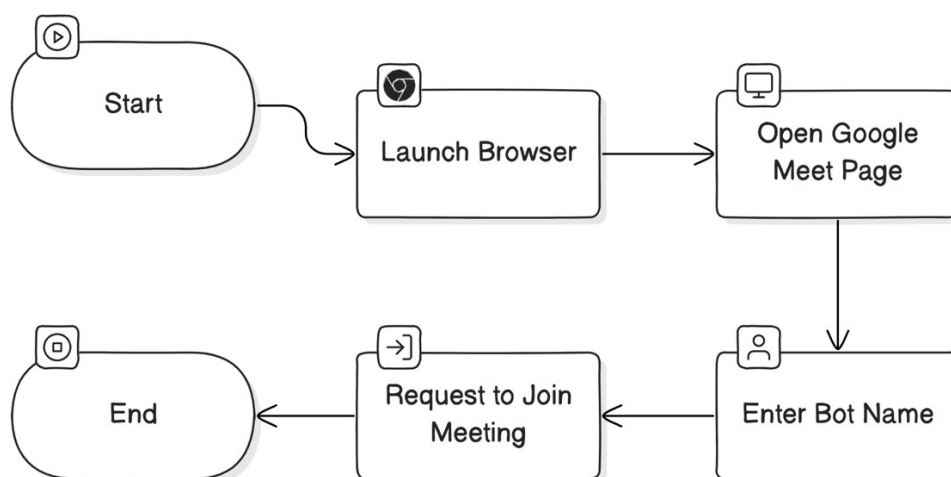 Start
Launch Browser
Open Google
Meet Page
Enter Bot Name
Request to Join
Meeting
End